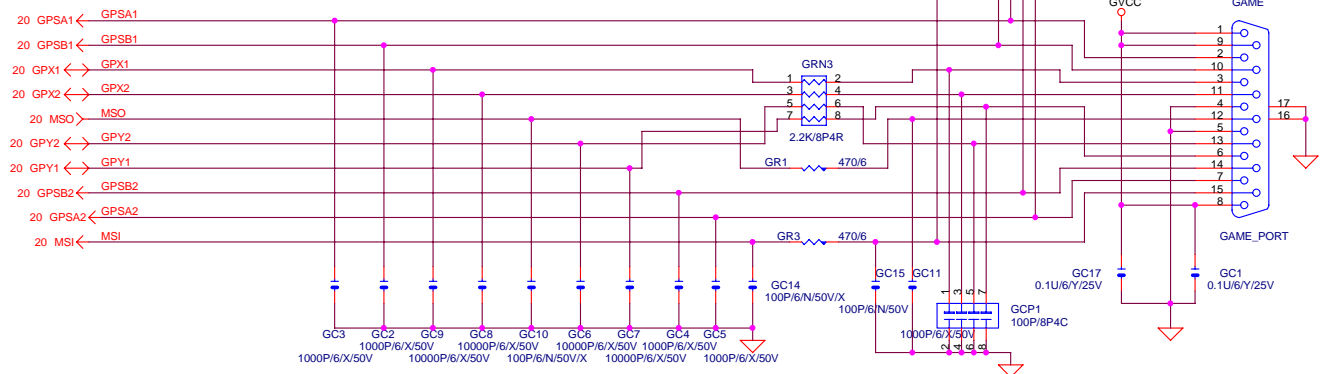 GVCC
GAME
20 GPSA1 GPSA1
20 GPSB1 GPSB1
20 GPX1 GPX1
20 GPX2 GPX2
20 MSO MSO
20 GPY2 GPY2
20 GPY1 GPY1
20 GPSB2 GPSB2
20 GPSA2 GPSA2
20 MSI MSI
GRN3
1 2
3 4
5 6
7 8
2.2K/8P4R
GR1 470/6
GR3 470/6
1
9
2
10
3
11
4
12
5
13
6
14
7
15
8
17
16
GAME_PORT
GC14
100P/6/N/50V/X
GC15 GC11
100P/6/N/50V
1000P/6/X/50V
1 3 5 7
2 4 6 8
GCP1
100P/8P4C
GC17
0.1U/6/Y/25V
GC1
0.1U/6/Y/25V
GC3 GC2 GC9 GC8 GC10 GC6 GC7 GC4 GC5
1000P/6/X/50V 10000P/6/X/50V 100P/6/N/50V/X 10000P/6/X/50V 1000P/6/X/50V
1000P/6/X/50V 10000P/6/X/50V 10000P/6/X/50V 1000P/6/X/50V